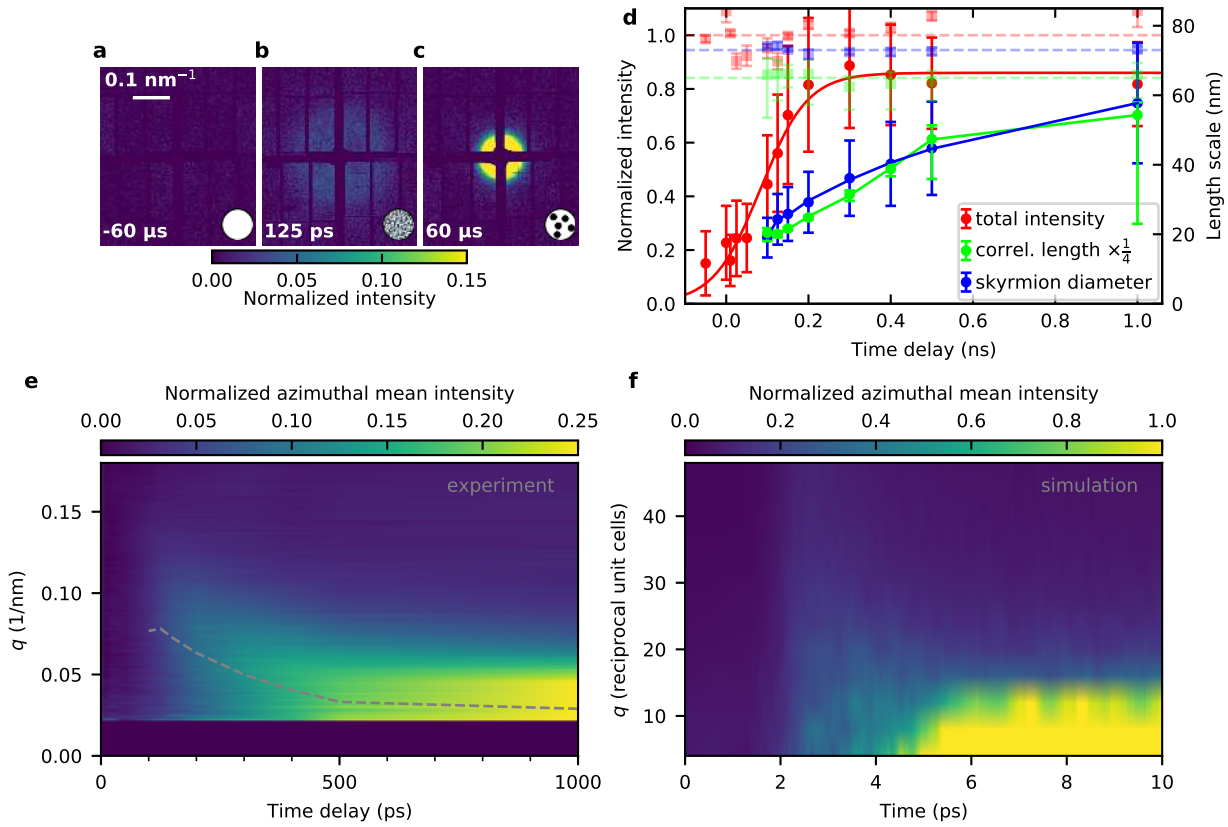 a
b
c
0.1 nm⁻¹
-60 µs
125 ps
60 µs
0.00 0.05 0.10 0.15
Normalized intensity
d
1.0
0.8
0.6
0.4
0.2
0.0
Normalized intensity
80
60
40
20
0
Length scale (nm)
total intensity
correl. length ×1/4
skyrmion diameter
0.0 0.2 0.4 0.6 0.8 1.0
Time delay (ns)
e
Normalized azimuthal mean intensity
0.00 0.05 0.10 0.15 0.20 0.25
experiment
0.15
0.10
0.05
0.00
q (1/nm)
0 500 1000
Time delay (ps)
f
Normalized azimuthal mean intensity
0.0 0.2 0.4 0.6 0.8 1.0
simulation
40
30
20
10
q (reciprocal unit cells)
0 2 4 6 8 10
Time (ps)